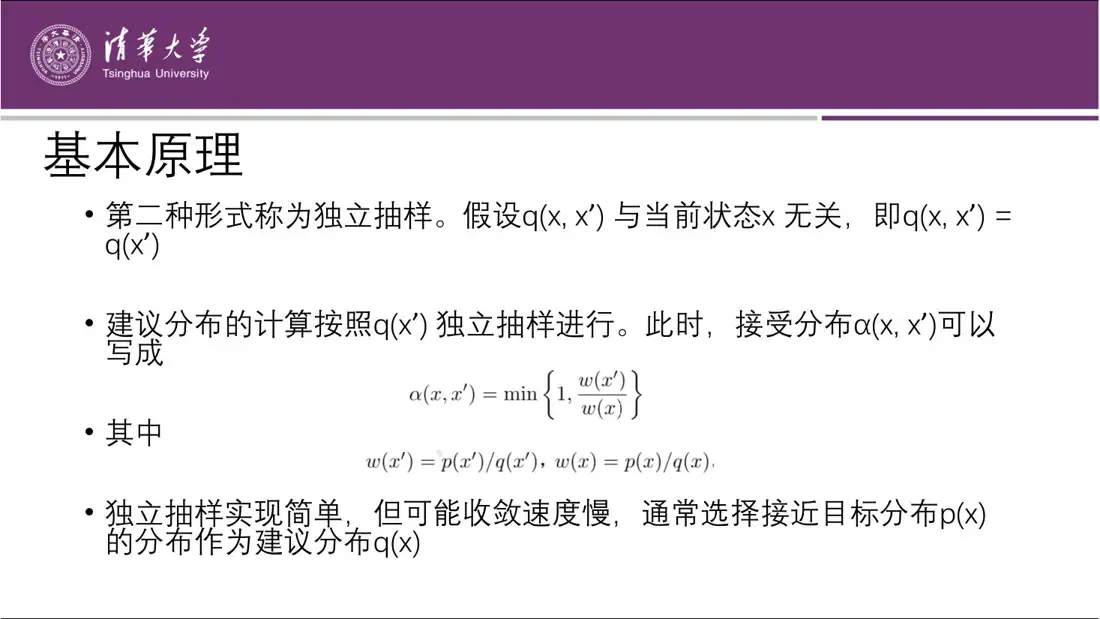 清華大学
Tsinghua University
基本原理
• 第二种形式称为独立抽样。假设q(x, x’) 与当前状态x 无关，即q(x, x’) =
q(x’)
• 建议分布的计算按照q(x’) 独立抽样进行。此时，接受分布α(x, x’)可以
写成
α(x, x′) = min { 1, w(x′) / w(x) }
• 其中
w(x′) = p(x′)/q(x′)，w(x) = p(x)/q(x).
• 独立抽样实现简单，但可能收敛速度慢，通常选择接近目标分布p(x)
的分布作为建议分布q(x)